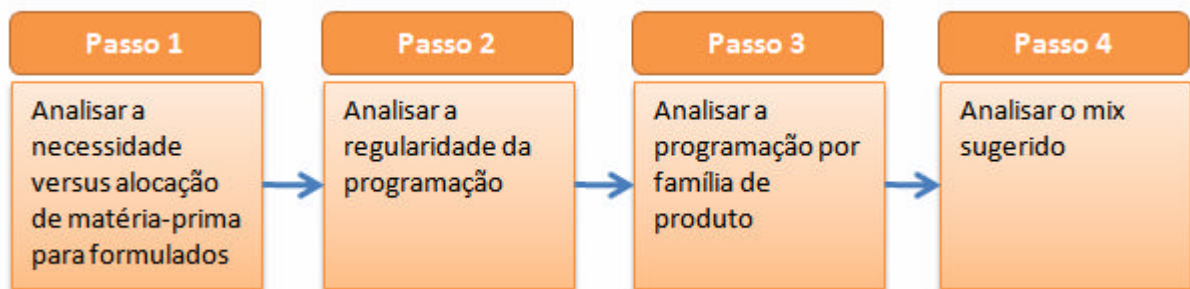 Passo 1
Analisar a
necessidade
versus alocação
de matéria-prima
para formulados
Passo 2
Analisar a
regularidade da
programação
Passo 3
Analisar a
programação por
família de
produto
Passo 4
Analisar o mix
sugerido